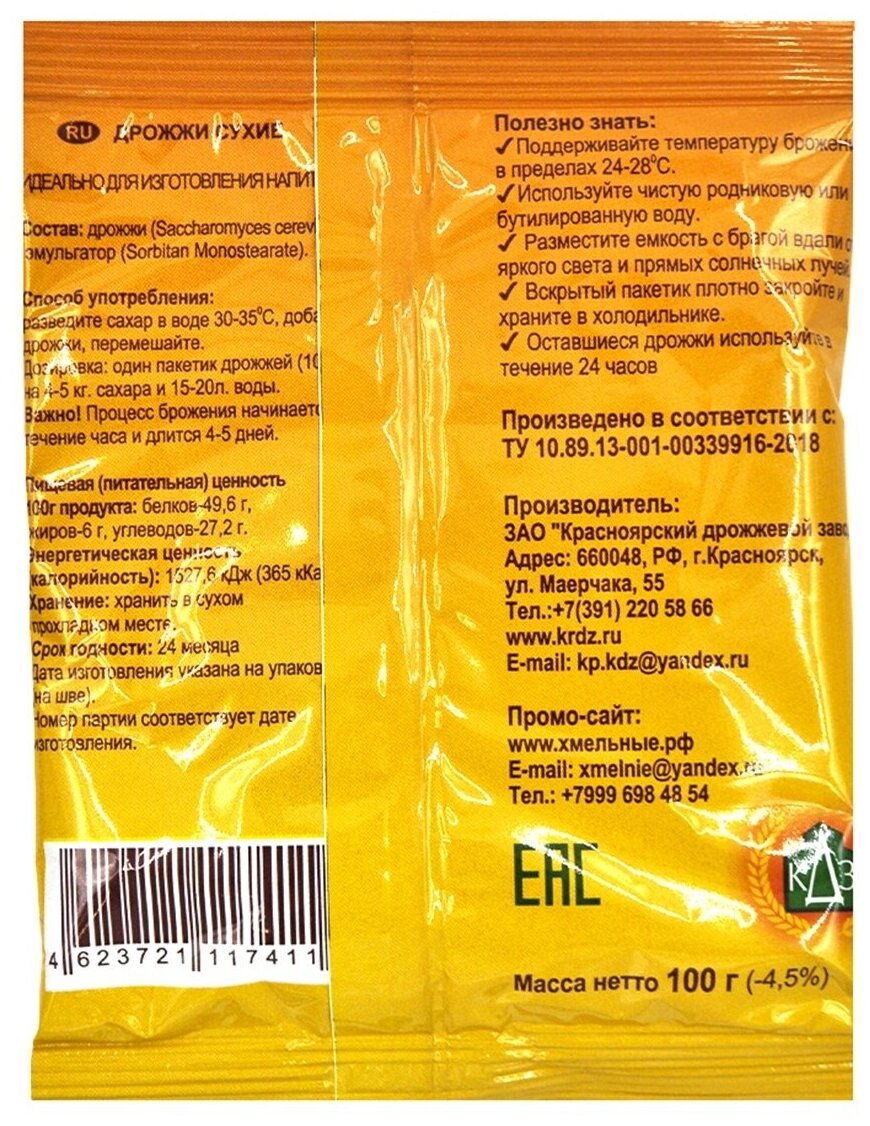 RU ДРОЖЖИ СУХИЕ
ИДЕАЛЬНО ДЛЯ ИЗГОТОВЛЕНИЯ НАПИТ
Состав: дрожжи (Saccharomyces cerev
эмульгатор (Sorbitan Monostearate).
Способ употребления:
разведите сахар в воде 30-35⁰С, доба
дрожжи, перемешайте.
Дозировка: один пакетик дрожжей (10
на 4-5 кг. сахара и 15-20л. воды.
Важно! Процесс брожения начинает
течение часа и длится 4-5 дней.
Пищевая (питательная) ценность
100г продукта: белков-49,6 г,
жиров-6 г, углеводов-27,2 г.
Энергетическая ценность
(калорийность): 1527,6 кДж (365 кКа
Хранение: хранить в сухом
прохладном месте.
Срок годности: 24 месяца
Дата изготовления указана на упаков
(на шве).
Номер партии соответствует дате
изготовления.
4 623721 117411
Полезно знать:
✓Поддерживайте температуру брожен
в пределах 24-28⁰С.
✓Используйте чистую родниковую или
бутилированную воду.
✓ Разместите емкость с брагой вдали о
яркого света и прямых солнечных лучей
✓ Вскрытый пакетик плотно закройте и
храните в холодильнике.
✓ Оставшиеся дрожжи используйте в
течение 24 часов
Произведено в соответствии с:
ТУ 10.89.13-001-00339916-2018
Производитель:
ЗАО "Красноярский дрожжевой заво
Адрес: 660048, РФ, г.Красноярск,
ул. Маерчака, 55
Тел.:+7(391) 220 58 66
www.krdz.ru
E-mail: kp.kdz@yandex.ru
Промо-сайт:
www.хмельные.рф
E-mail: xmelnie@yandex.ru
Тел.: +7999 698 48 54
ЕАС
КДЗ
Масса нетто 100 г (-4,5%)